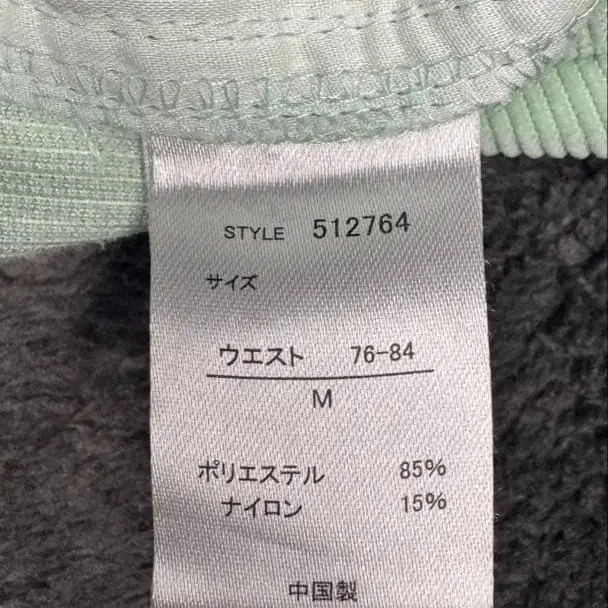 STYLE 512764
サイズ
ウエスト 76-84
M
ポリエステル 85%
ナイロン 15%
中国製